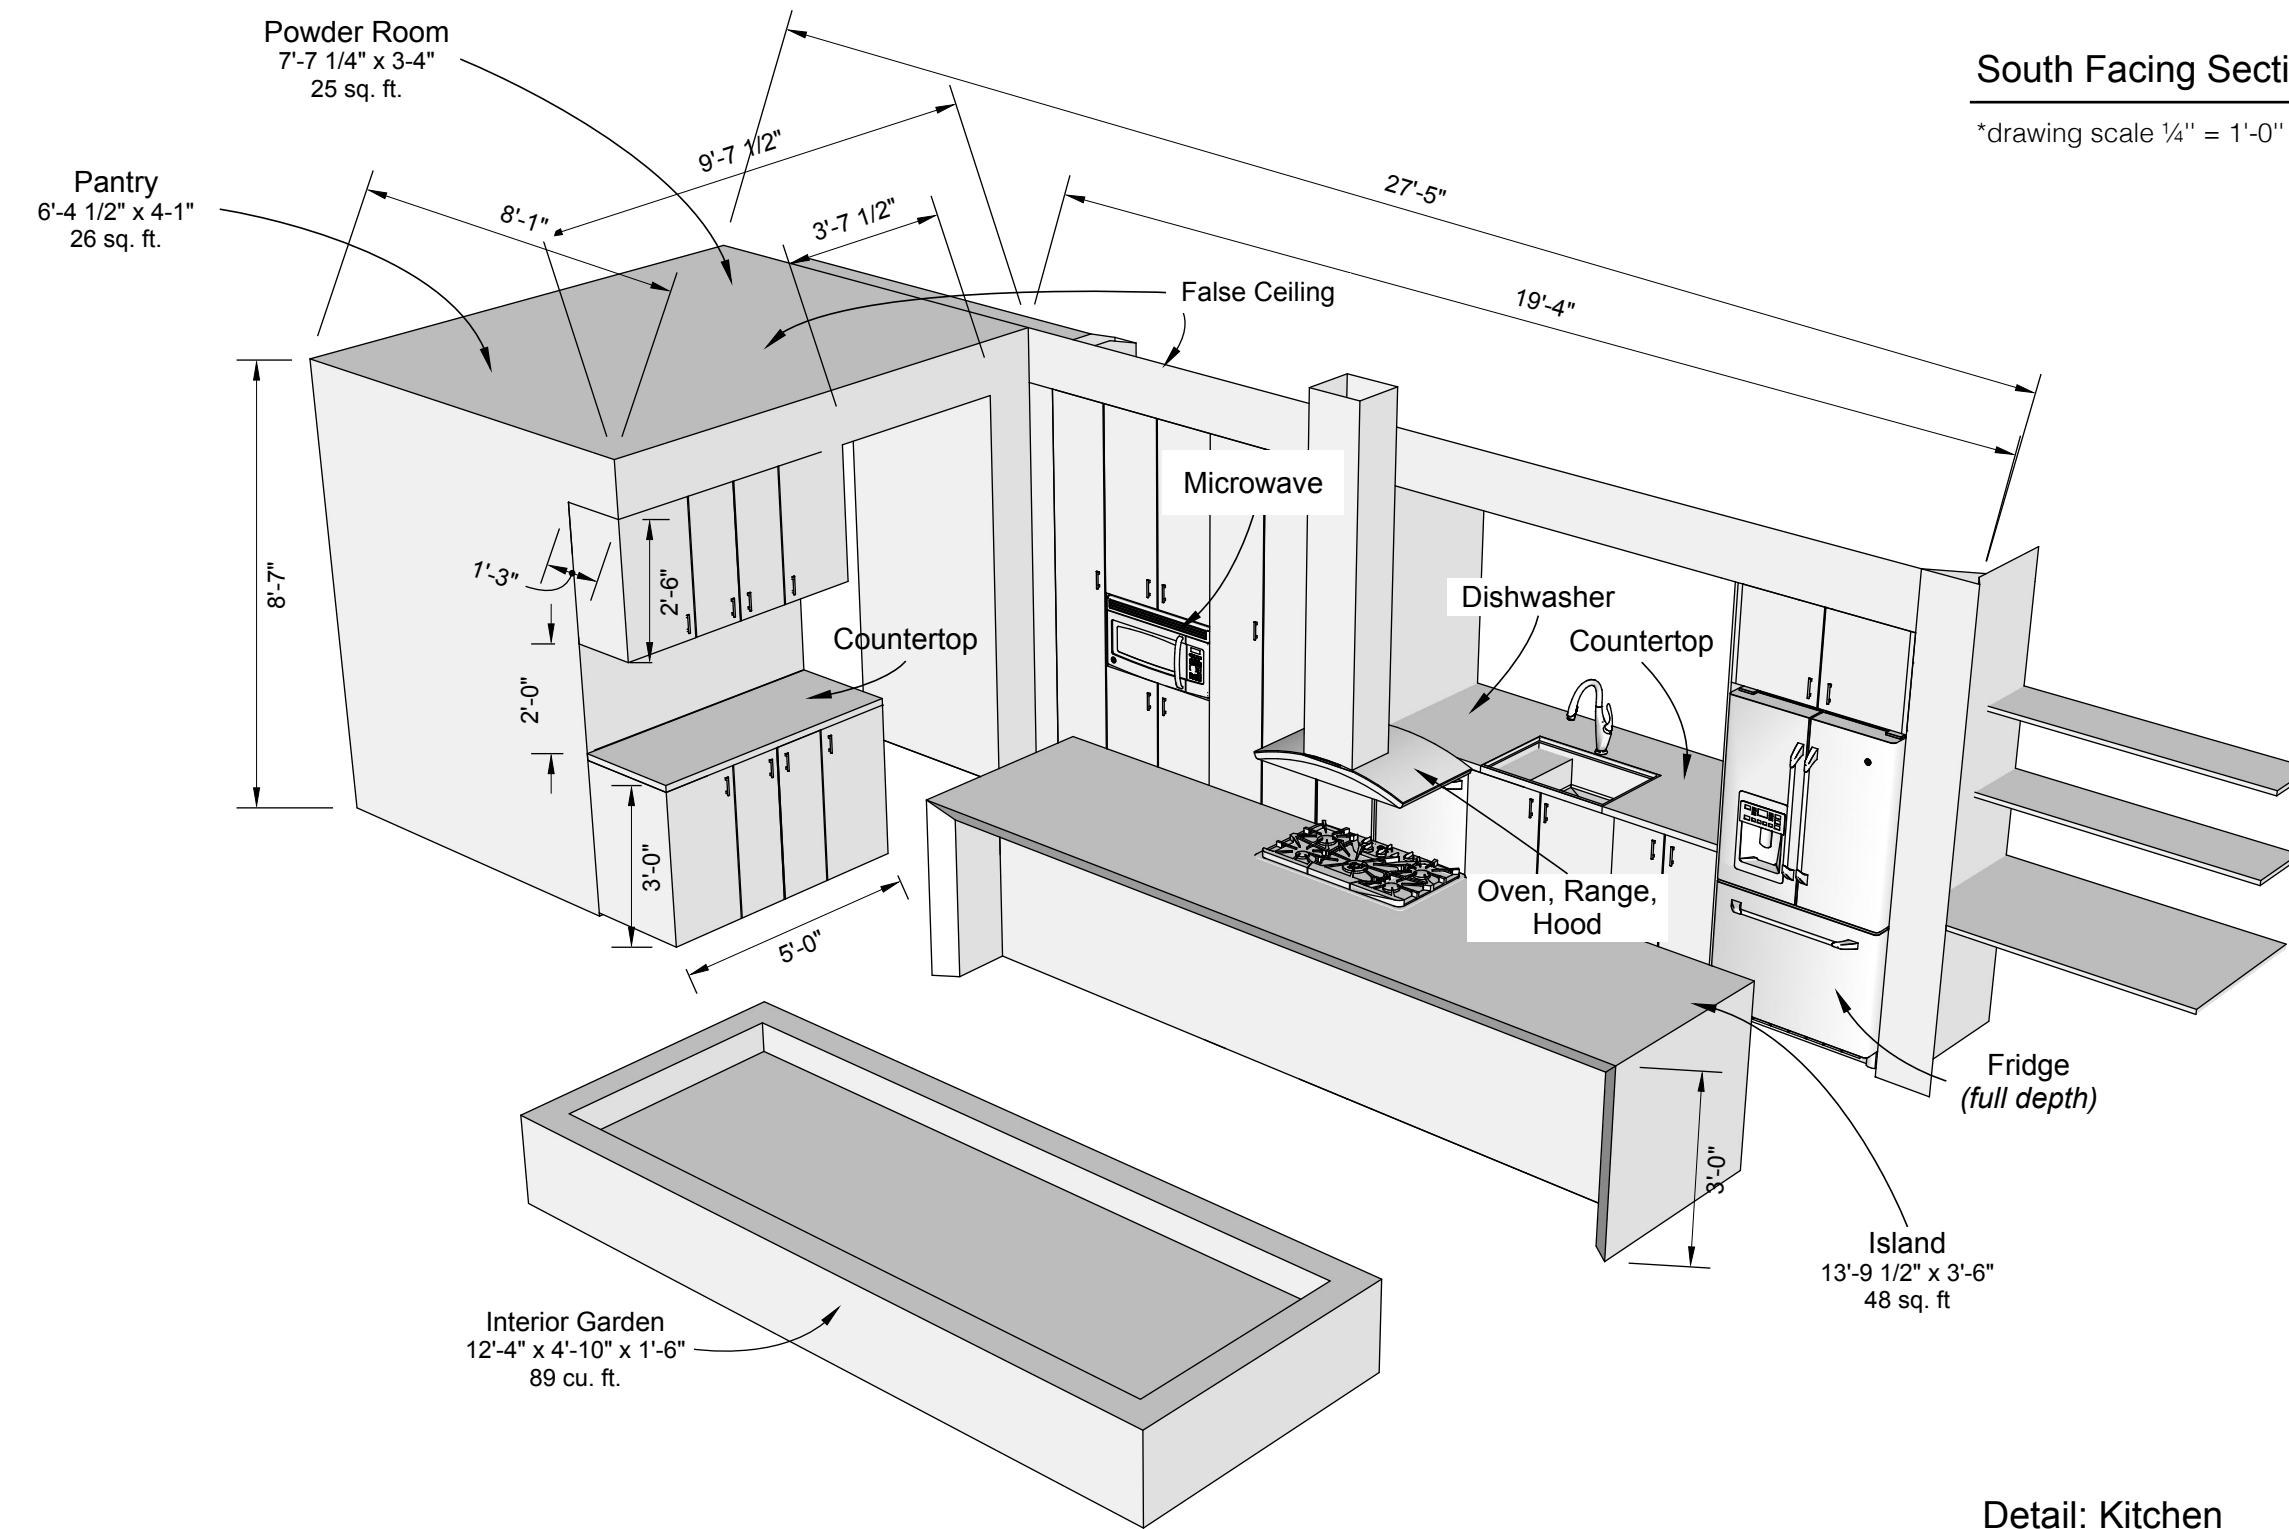 Powder Room
7'-7 1/4" x 3-4"
25 sq. ft.
South Facing Secti
*drawing scale ¼'' = 1'-0''
9'-7 1/2"
27'-5"
Pantry
6'-4 1/2" x 4-1"
26 sq. ft.
8'-1"
3'-7 1/2"
False Ceiling
19'-4"
Microwave
8'-7"
1'-3"
2'-6"
Dishwasher
Countertop
Countertop
2'-0"
3'-0"
Oven, Range,
Hood
5'-0"
Fridge
(full depth)
3'-0"
Island
13'-9 1/2" x 3'-6"
48 sq. ft
Interior Garden
12'-4" x 4'-10" x 1'-6"
89 cu. ft.
Detail: Kitchen